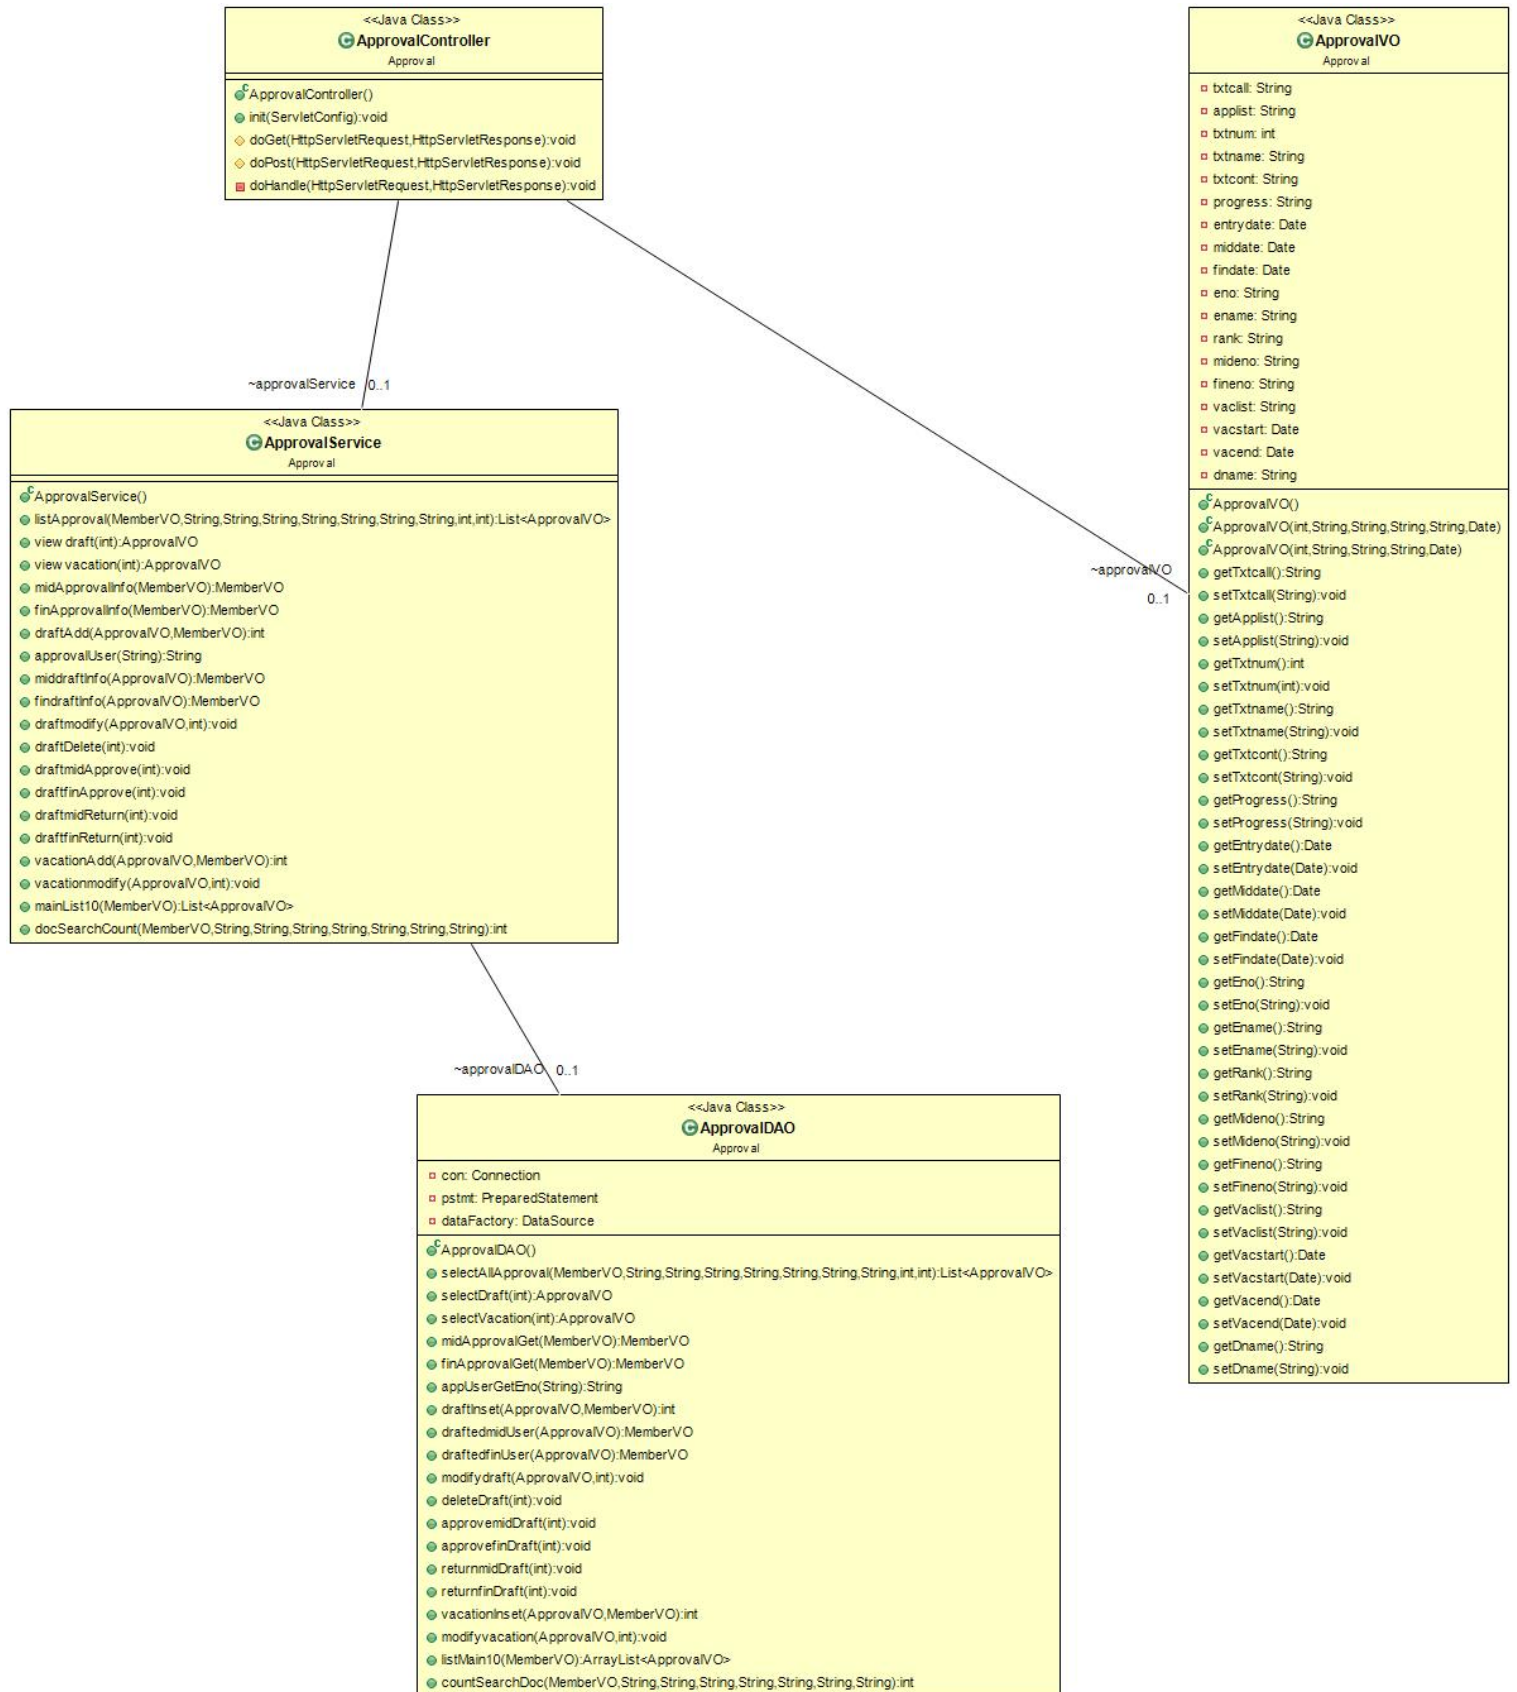 <<Java Class>>
ApprovalController
Approval
ApprovalController()
init(ServletConfig):void
doGet(HttpServletRequest,HttpServletResponse):void
doPost(HttpServletRequest,HttpServletResponse):void
doHandle(HttpServletRequest,HttpServletResponse):void
~approvalService 0..1
<<Java Class>>
ApprovalService
Approval
ApprovalService()
listApproval(MemberVO,String,String,String,String,String,String,String,int,int):List<ApprovalVO>
view draft(int):ApprovalVO
view vacation(int):ApprovalVO
midApprovalInfo(MemberVO):MemberVO
finApprovalInfo(MemberVO):MemberVO
draftAdd(ApprovalVO,MemberVO):int
approvalUser(String):String
middraftInfo(ApprovalVO):MemberVO
findraftInfo(ApprovalVO):MemberVO
draftmodify(ApprovalVO,int):void
draftDelete(int):void
draftmidApprove(int):void
draftfinApprove(int):void
draftmidReturn(int):void
draftfinReturn(int):void
vacationAdd(ApprovalVO,MemberVO):int
vacationmodify(ApprovalVO,int):void
mainList10(MemberVO):List<ApprovalVO>
docSearchCount(MemberVO,String,String,String,String,String,String,String):int
~approvalDAO 0..1
<<Java Class>>
ApprovalDAO
Approval
con: Connection
pstmt: PreparedStatement
dataFactory: DataSource
ApprovalDAO()
selectAllApproval(MemberVO,String,String,String,String,String,String,String,int,int):List<ApprovalVO>
selectDraft(int):ApprovalVO
selectVacation(int):ApprovalVO
midApprovalGet(MemberVO):MemberVO
finApprovalGet(MemberVO):MemberVO
appUserGetEno(String):String
draftInset(ApprovalVO,MemberVO):int
draftedmidUser(ApprovalVO):MemberVO
draftedfinUser(ApprovalVO):MemberVO
modifydraft(ApprovalVO,int):void
deleteDraft(int):void
approvemidDraft(int):void
approvefinDraft(int):void
returnmidDraft(int):void
returnfinDraft(int):void
vacationInset(ApprovalVO,MemberVO):int
modifyvacation(ApprovalVO,int):void
listMain10(MemberVO):ArrayList<ApprovalVO>
countSearchDoc(MemberVO,String,String,String,String,String,String,String):int
~approvalVO
0..1
<<Java Class>>
ApprovalVO
Approval
txtcall: String
applist: String
txtnum: int
txtname: String
txtcont: String
progress: String
entrydate: Date
middate: Date
findate: Date
eno: String
ename: String
rank: String
mideno: String
fineno: String
vaclist: String
vacstart: Date
vacend: Date
dname: String
ApprovalVO()
ApprovalVO(int,String,String,String,String,Date)
ApprovalVO(int,String,String,String,Date)
getTxtcall():String
setTxtcall(String):void
getApplist():String
setApplist(String):void
getTxtnum():int
setTxtnum(int):void
getTxtname():String
setTxtname(String):void
getTxtcont():String
setTxtcont(String):void
getProgress():String
setProgress(String):void
getEntrydate():Date
setEntrydate(Date):void
getMiddate():Date
setMiddate(Date):void
getFindate():Date
setFindate(Date):void
getEno():String
setEno(String):void
getEname():String
setEname(String):void
getRank():String
setRank(String):void
getMideno():String
setMideno(String):void
getFineno():String
setFineno(String):void
getVaclist():String
setVaclist(String):void
getVacstart():Date
setVacstart(Date):void
getVacend():Date
setVacend(Date):void
getDname():String
setDname(String):void